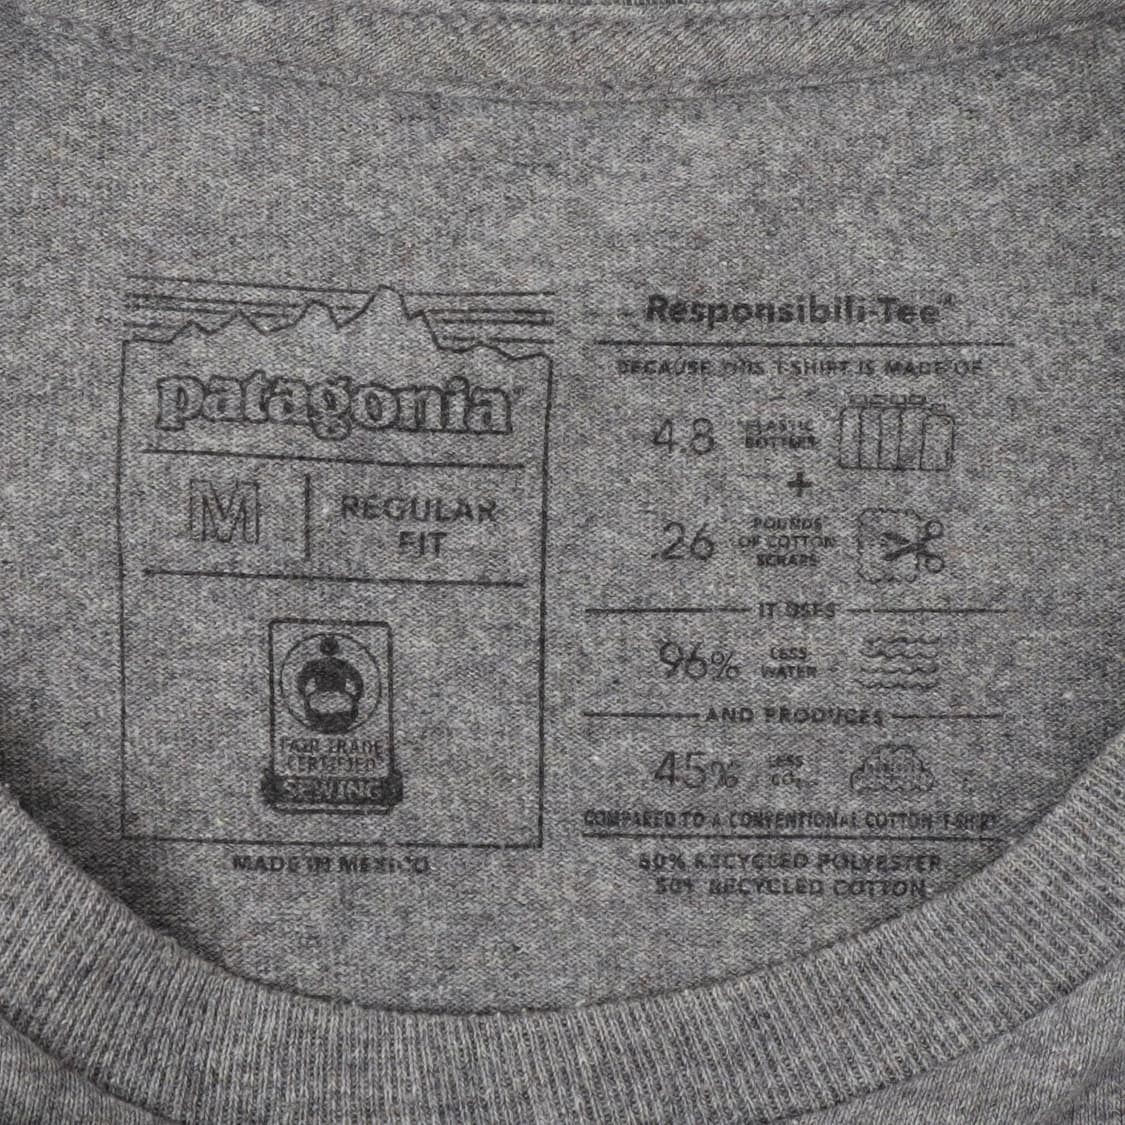 patagonia
M
REGULAR
FIT
FAIR TRADE
CERTIFIED
SEWING
MADE IN MEXICO
Responsibili-Tee™
BECAUSE THIS T-SHIRT IS MADE OF
4.8 PLASTIC
BOTTLES
+
.26 POUNDS
OF COTTON
SCRAPS
IT USES
96% LESS
WATER
AND PRODUCES
45% LESS
CO₂
COMPARED TO A CONVENTIONAL COTTON T-SHIRT
50% RECYCLED POLYESTER
50% RECYCLED COTTON